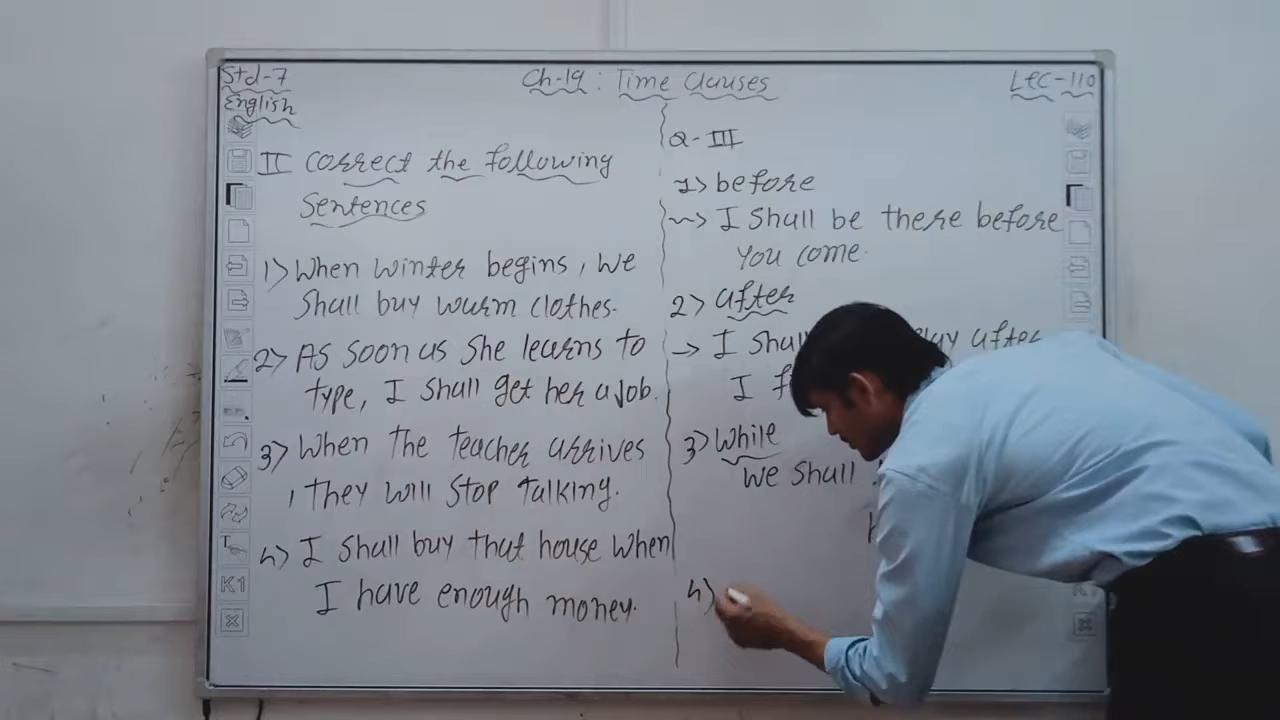 Std-7
English
Ch-19 : Time Clauses
Lec-110
II Correct the following
Sentences
1) When winter begins, we
shall buy warm clothes.
2) As soon as she learns to
type, I shall get her a job.
3) When the teacher arrives
, they will stop talking.
4) I shall buy that house when
I have enough money.
Q-III
1) before
~> I shall be there before
you come.
2) after
→ I shall after
I
3) while
we shall
4)
T
K1